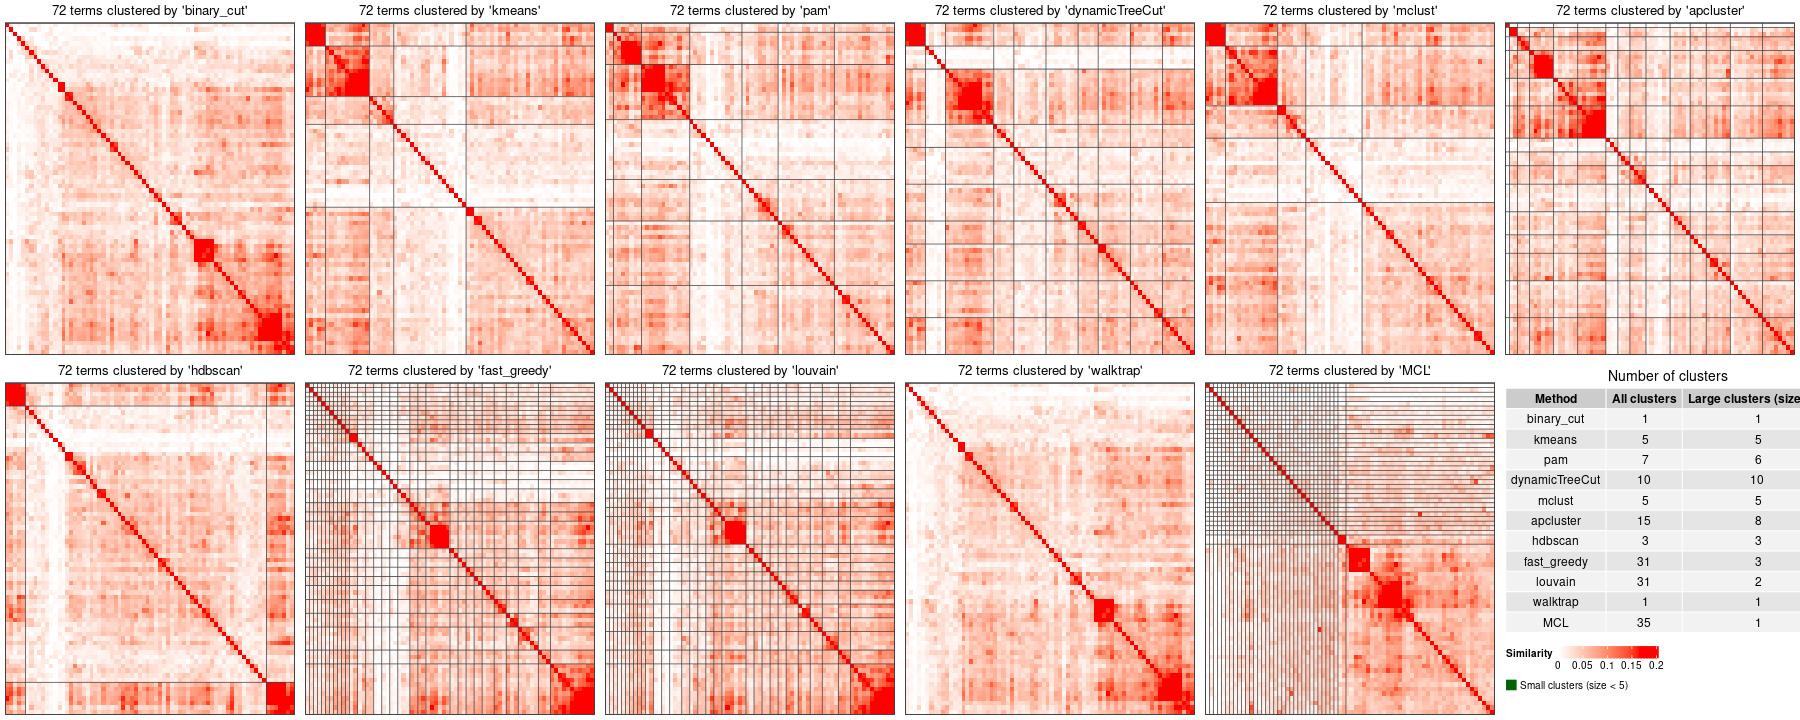 72 terms clustered by 'binary_cut'
72 terms clustered by 'kmeans'
72 terms clustered by 'pam'
72 terms clustered by 'dynamicTreeCut'
72 terms clustered by 'mclust'
72 terms clustered by 'apcluster'
72 terms clustered by 'hdbscan'
72 terms clustered by 'fast_greedy'
72 terms clustered by 'louvain'
72 terms clustered by 'walktrap'
72 terms clustered by 'MCL'
Number of clusters
Method All clusters Large clusters (size
binary_cut 1 1
kmeans 5 5
pam 7 6
dynamicTreeCut 10 10
mclust 5 5
apcluster 15 8
hdbscan 3 3
fast_greedy 31 3
louvain 31 2
walktrap 1 1
MCL 35 1
Similarity
0 0.05 0.1 0.15 0.2
Small clusters (size < 5)